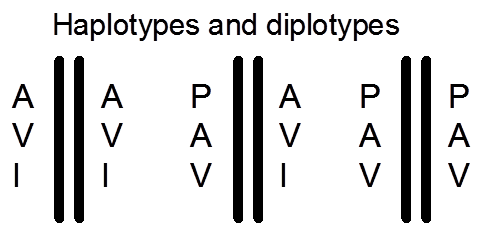 Haplotypes and diplotypes
A A P A P P
V V A V A A
I I V I V V